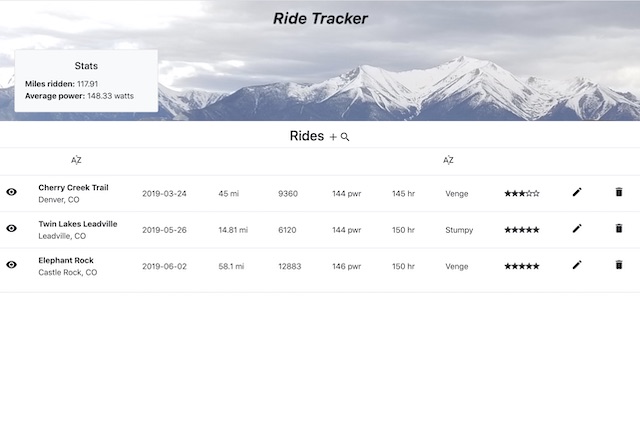 Ride Tracker
Stats
Miles ridden: 117.91
Average power: 148.33 watts
Rides
AZ AZ
Cherry Creek Trail
Denver, CO
2019-03-24 45 mi 9360 144 pwr 145 hr Venge
Twin Lakes Leadville
Leadville, CO
2019-05-26 14.81 mi 6120 144 pwr 150 hr Stumpy
Elephant Rock
Castle Rock, CO
2019-06-02 58.1 mi 12883 146 pwr 150 hr Venge